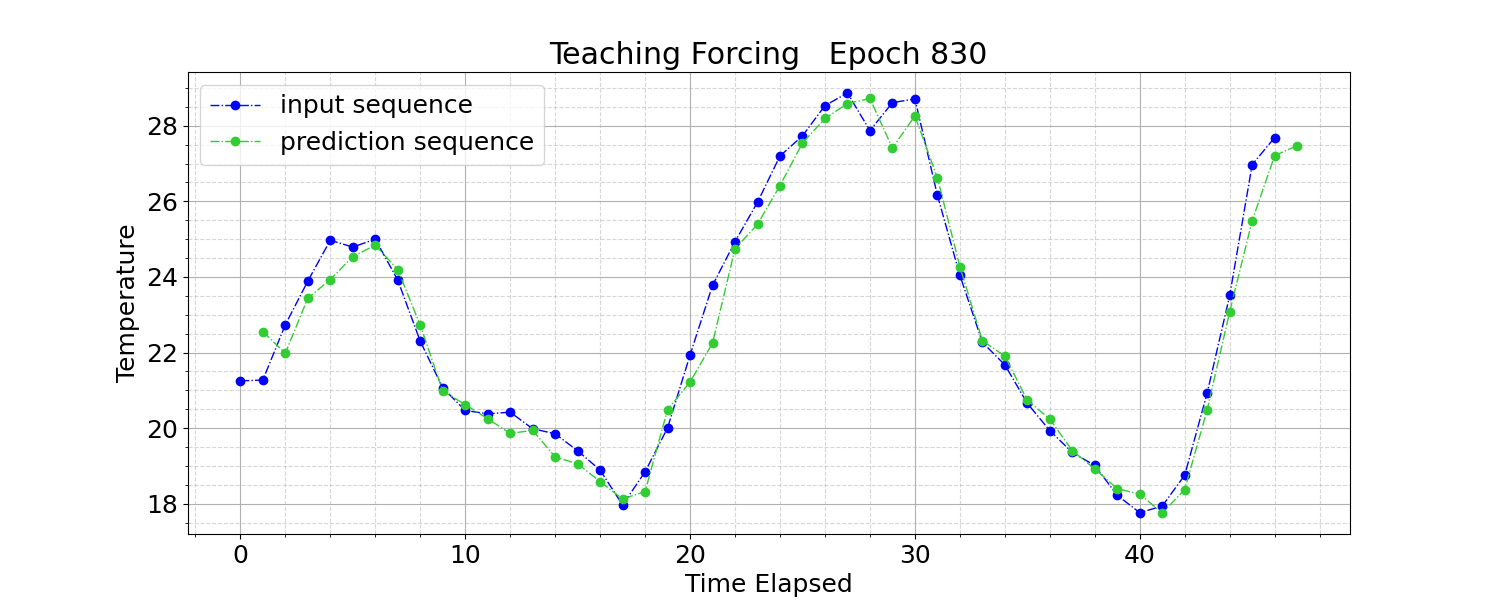 Teaching Forcing   Epoch 830
input sequence
prediction sequence
Temperature
28
26
24
22
20
18
0 10 20 30 40
Time Elapsed